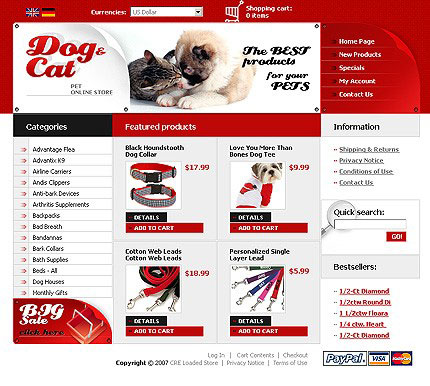 Currencies: US Dollar
Shopping cart:
0 items
Dog &
Cat
PET
ONLINE STORE
The BEST
products
for your
PETS
Home Page
New Products
Specials
My Account
Contact Us
Categories
Advantage Flea
Advantix K9
Airline Carriers
Andis Clippers
Anti-bark Devices
Arthritis Supplements
Backpacks
Bad Breath
Bandannas
Bark Collars
Bath Supplies
Beds - All
Dog Houses
Monthly Gifts
BIG
Sale
click here
Featured products
Black Houndstooth
Dog Collar
$17.99
DETAILS
ADD TO CART
Love You More Than
Bones Dog Tee
$9.99
DETAILS
ADD TO CART
Cotton Web Leads
Cotton Web Leads
$18.99
DETAILS
ADD TO CART
Personalized Single
Layer Lead
$5.99
DETAILS
ADD TO CART
Information
Shipping & Returns
Privacy Notice
Conditions of Use
Contact Us
Quick search:
GO!
Bestsellers:
1/2-Ct Diamond
1/2ctw Round Di
1 1/2ctw Floara
1/4 ctw. Heart
1/2-Ct Diamond
Log In | Cart Contents | Checkout
Copyright © 2007 CRE Loaded Store | Privacy Notice | Terms of Use
PayPal VISA MasterCard